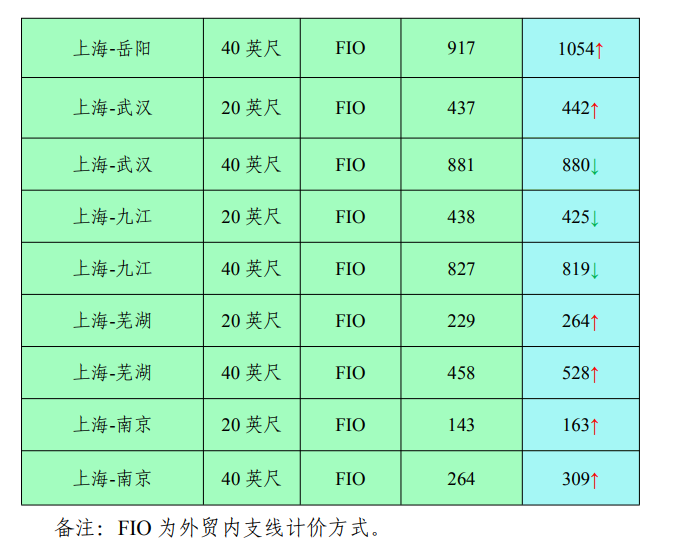 上海-岳阳 40 英尺 FIO 917 1054↑
上海-武汉 20 英尺 FIO 437 442↑
上海-武汉 40 英尺 FIO 881 880↓
上海-九江 20 英尺 FIO 438 425↓
上海-九江 40 英尺 FIO 827 819↓
上海-芜湖 20 英尺 FIO 229 264↑
上海-芜湖 40 英尺 FIO 458 528↑
上海-南京 20 英尺 FIO 143 163↑
上海-南京 40 英尺 FIO 264 309↑
备注：FIO 为外贸内支线计价方式。